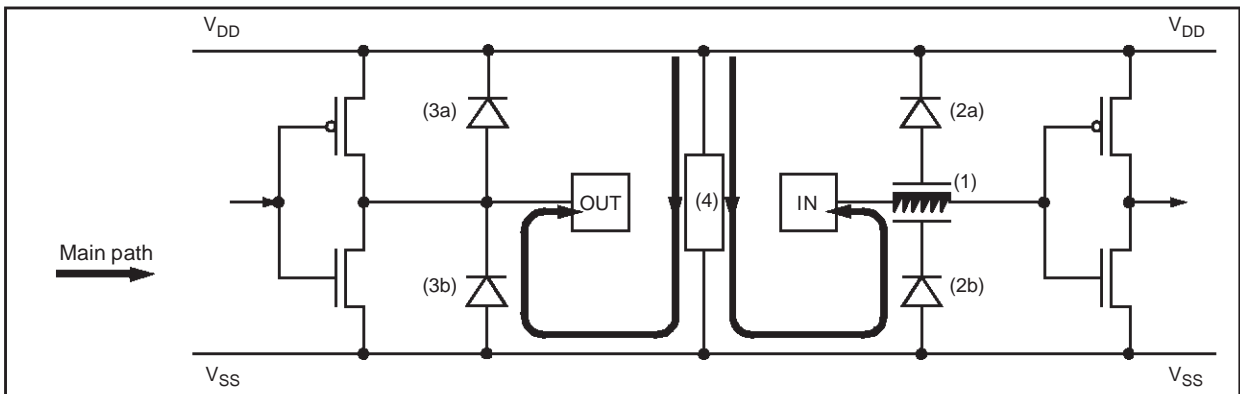 VDD
VDD
(3a)
(2a)
(1)
OUT
(4)
IN
Main path
(3b)
(2b)
VSS
VSS